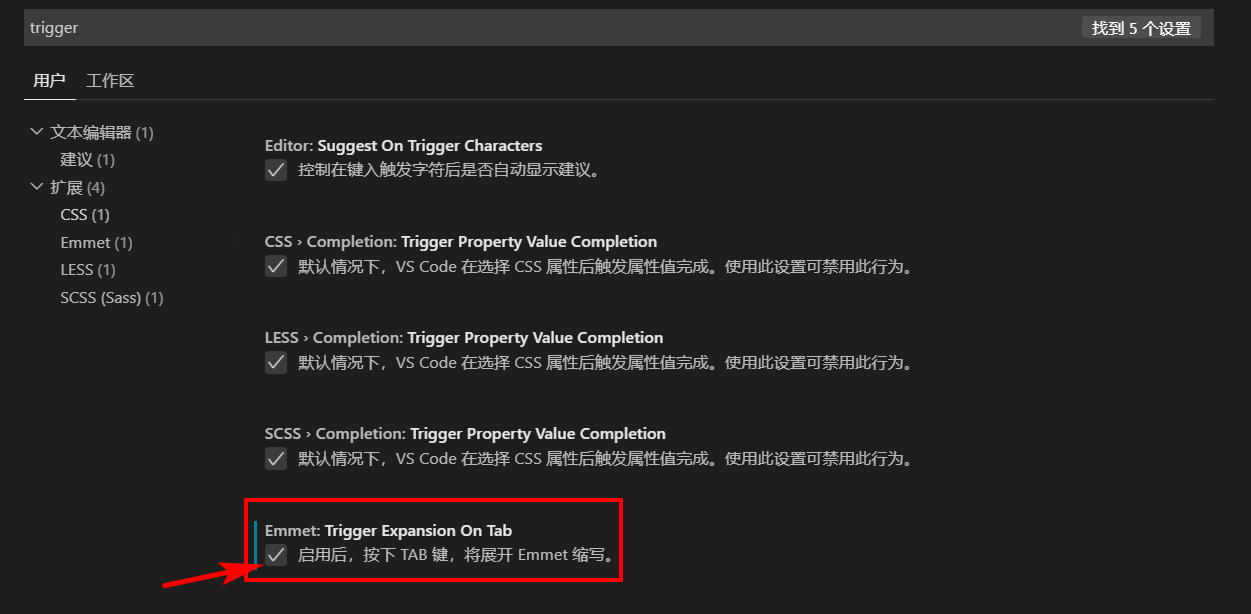 trigger
找到 5 个设置
用户 工作区
文本编辑器 (1)
建议 (1)
扩展 (4)
CSS (1)
Emmet (1)
LESS (1)
SCSS (Sass) (1)
Editor: Suggest On Trigger Characters
控制在键入触发字符后是否自动显示建议。
CSS › Completion: Trigger Property Value Completion
默认情况下，VS Code 在选择 CSS 属性后触发属性值完成。使用此设置可禁用此行为。
LESS › Completion: Trigger Property Value Completion
默认情况下，VS Code 在选择 CSS 属性后触发属性值完成。使用此设置可禁用此行为。
SCSS › Completion: Trigger Property Value Completion
默认情况下，VS Code 在选择 CSS 属性后触发属性值完成。使用此设置可禁用此行为。
Emmet: Trigger Expansion On Tab
启用后，按下 TAB 键，将展开 Emmet 缩写。